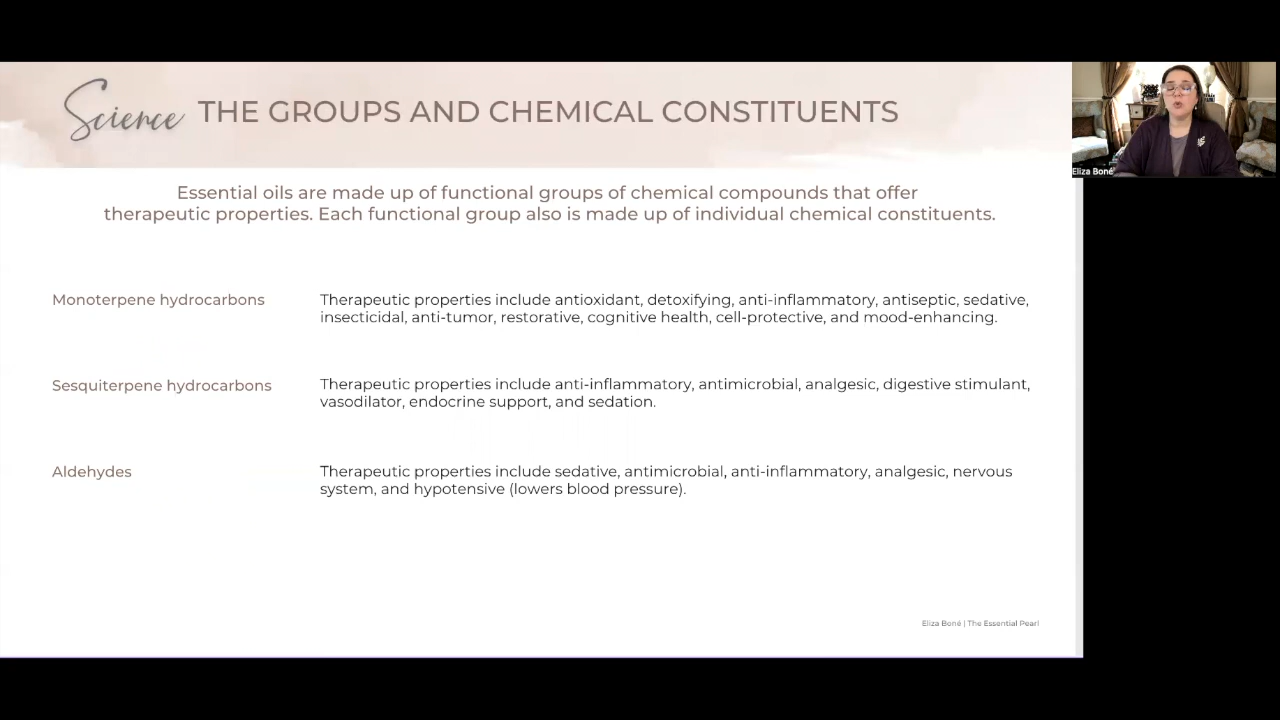 Science THE GROUPS AND CHEMICAL CONSTITUENTS
Eliza Boné
Essential oils are made up of functional groups of chemical compounds that offer
therapeutic properties. Each functional group also is made up of individual chemical constituents.
Monoterpene hydrocarbons
Therapeutic properties include antioxidant, detoxifying, anti-inflammatory, antiseptic, sedative,
insecticidal, anti-tumor, restorative, cognitive health, cell-protective, and mood-enhancing.
Sesquiterpene hydrocarbons
Therapeutic properties include anti-inflammatory, antimicrobial, analgesic, digestive stimulant,
vasodilator, endocrine support, and sedation.
Aldehydes
Therapeutic properties include sedative, antimicrobial, anti-inflammatory, analgesic, nervous
system, and hypotensive (lowers blood pressure).
Eliza Boné | The Essential Pearl